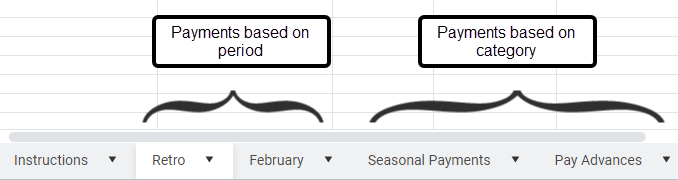 Payments based on
period
Payments based on
category
Instructions Retro February Seasonal Payments Pay Advances